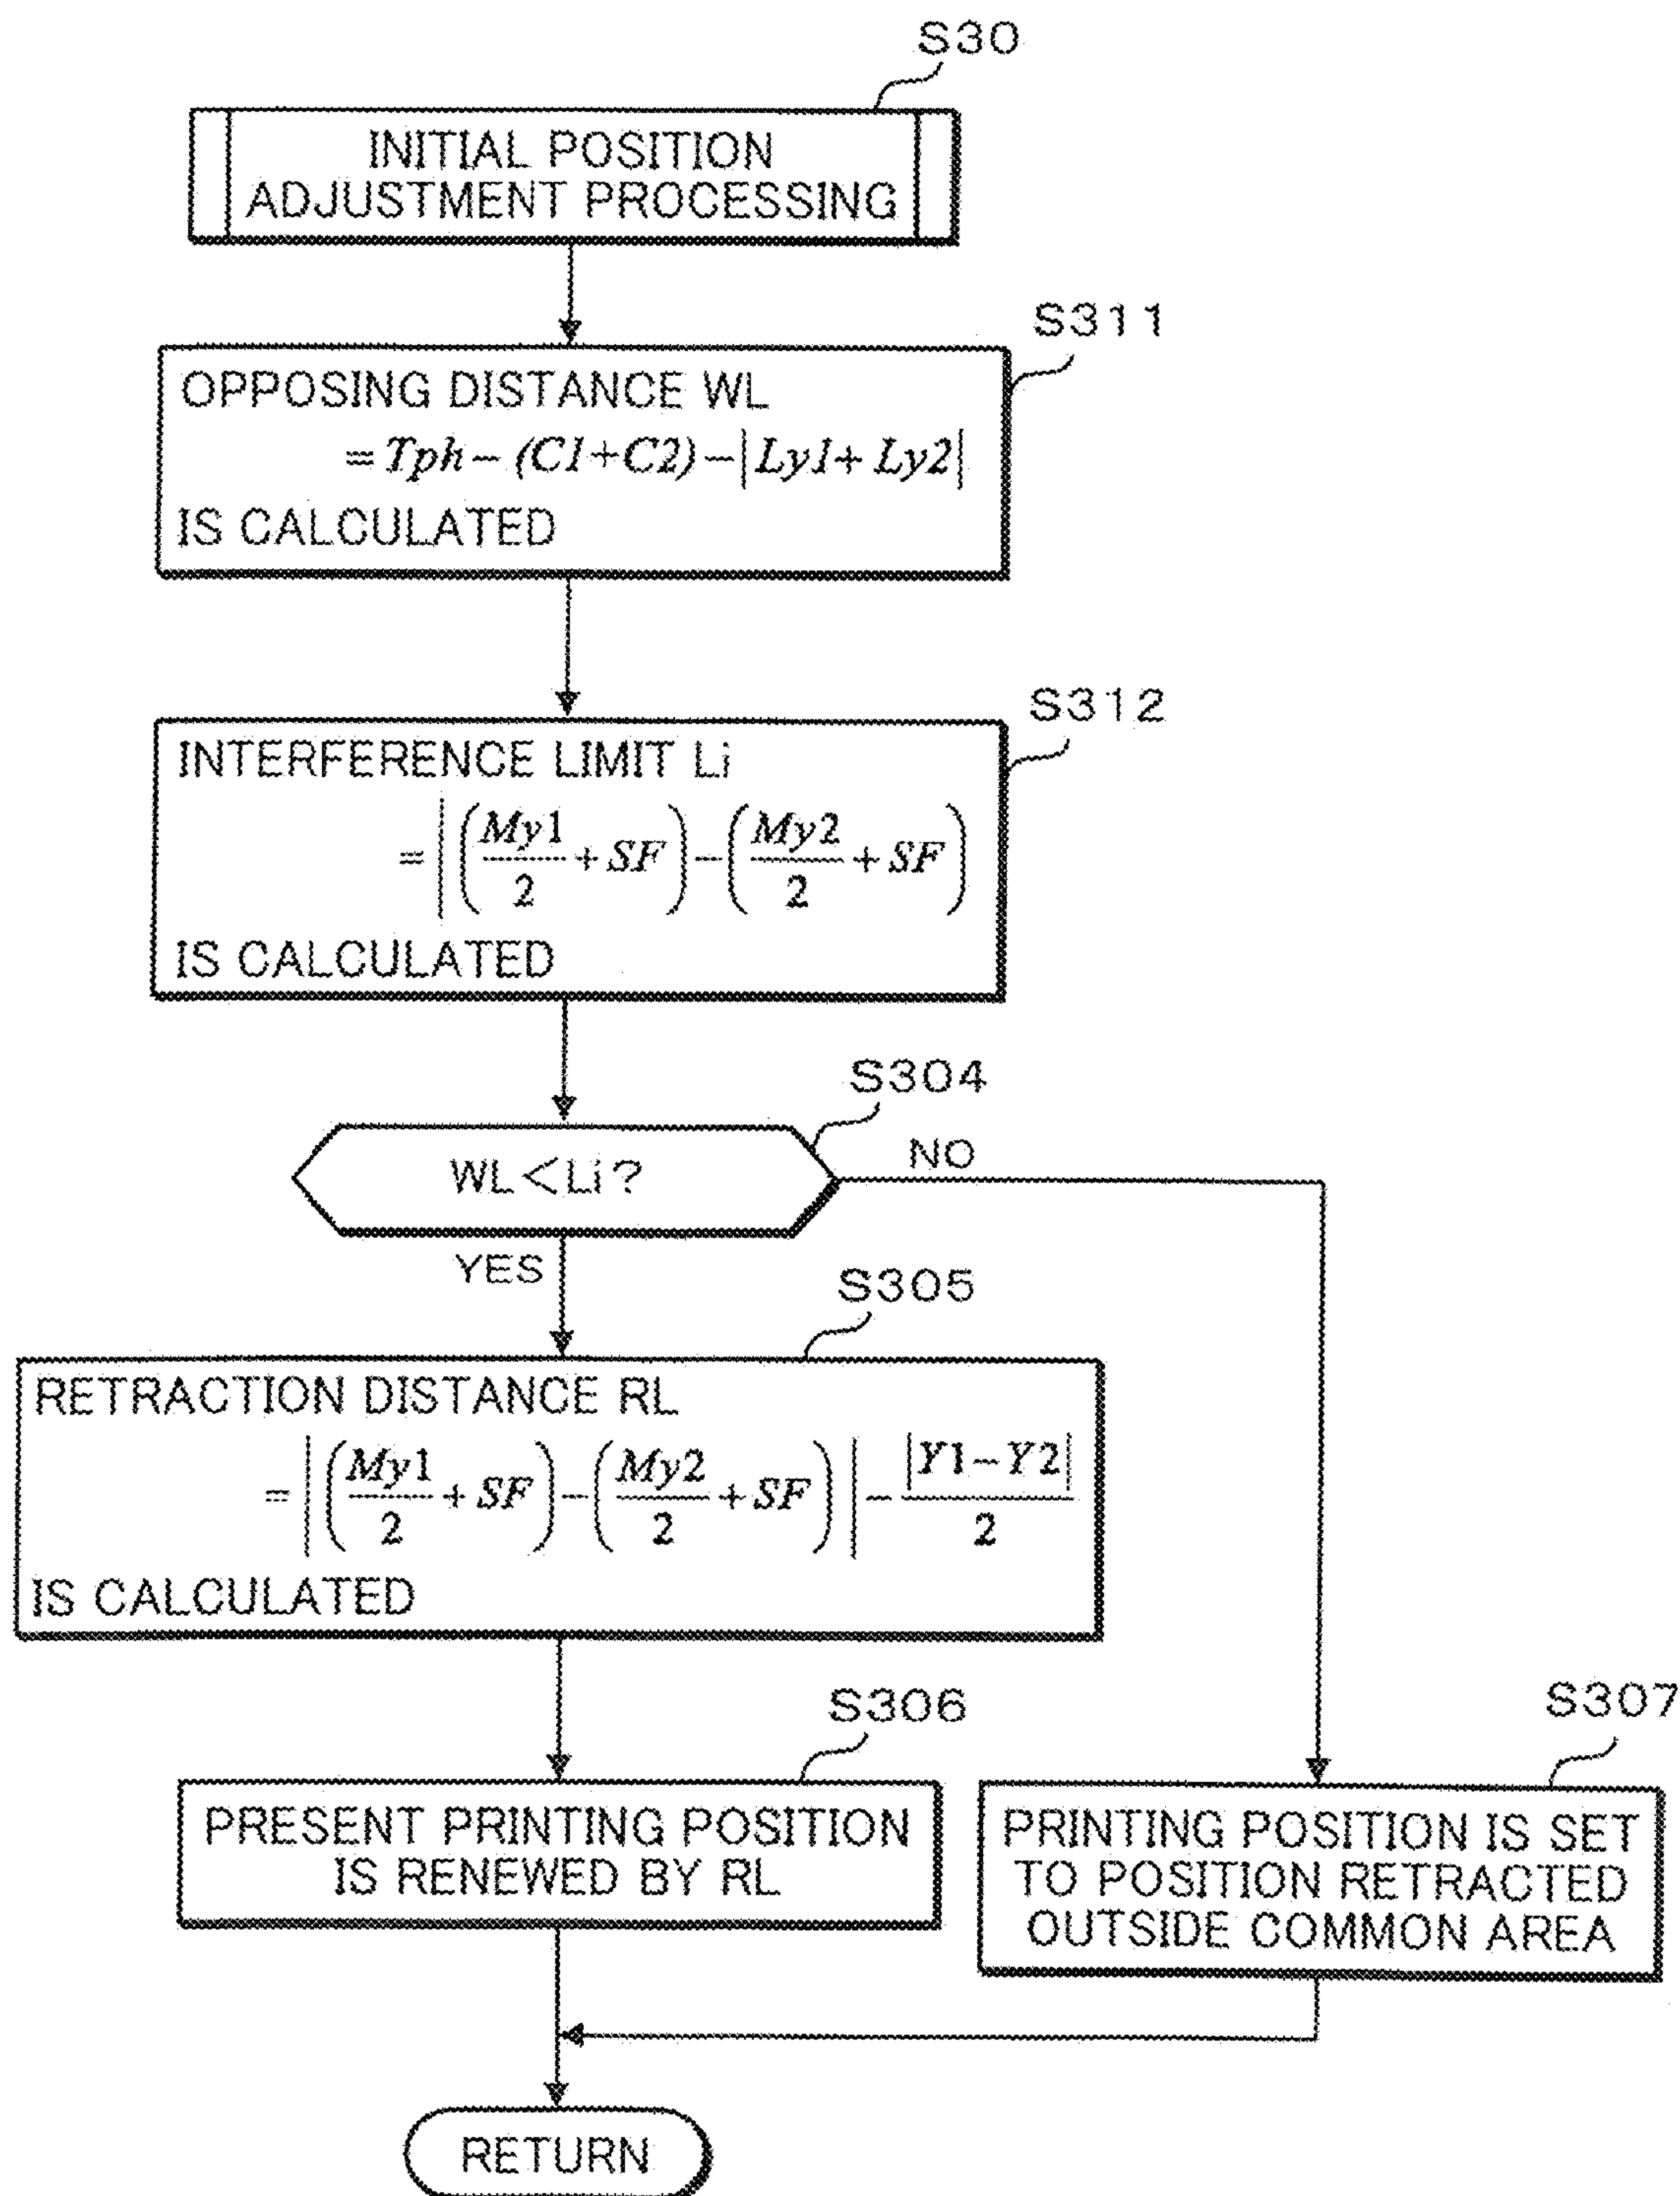 S30
INITIAL POSITION
ADJUSTMENT PROCESSING
S311
OPPOSING DISTANCE WL
= Tph − (C1+C2) − |Ly1+ Ly2|
IS CALCULATED
S312
INTERFERENCE LIMIT Li
= | (My1/2 + SF) − (My2/2 + SF)
IS CALCULATED
S304
WL<Li?
NO
YES
S305
RETRACTION DISTANCE RL
= | (My1/2 + SF) − (My2/2 + SF) | − |Y1−Y2|/2
IS CALCULATED
S306
S307
PRESENT PRINTING POSITION
IS RENEWED BY RL
PRINTING POSITION IS SET
TO POSITION RETRACTED
OUTSIDE COMMON AREA
RETURN